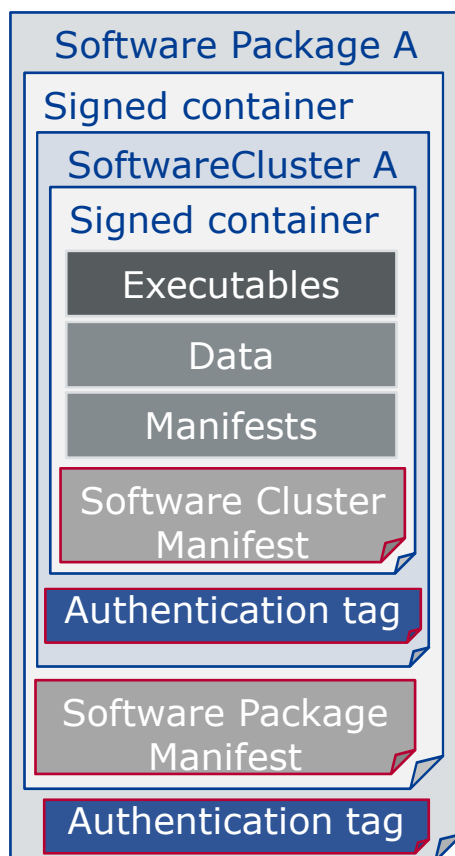 Software Package A
Signed container
SoftwareCluster A
Signed container
Executables
Data
Manifests
Software Cluster
Manifest
Authentication tag
Software Package
Manifest
Authentication tag